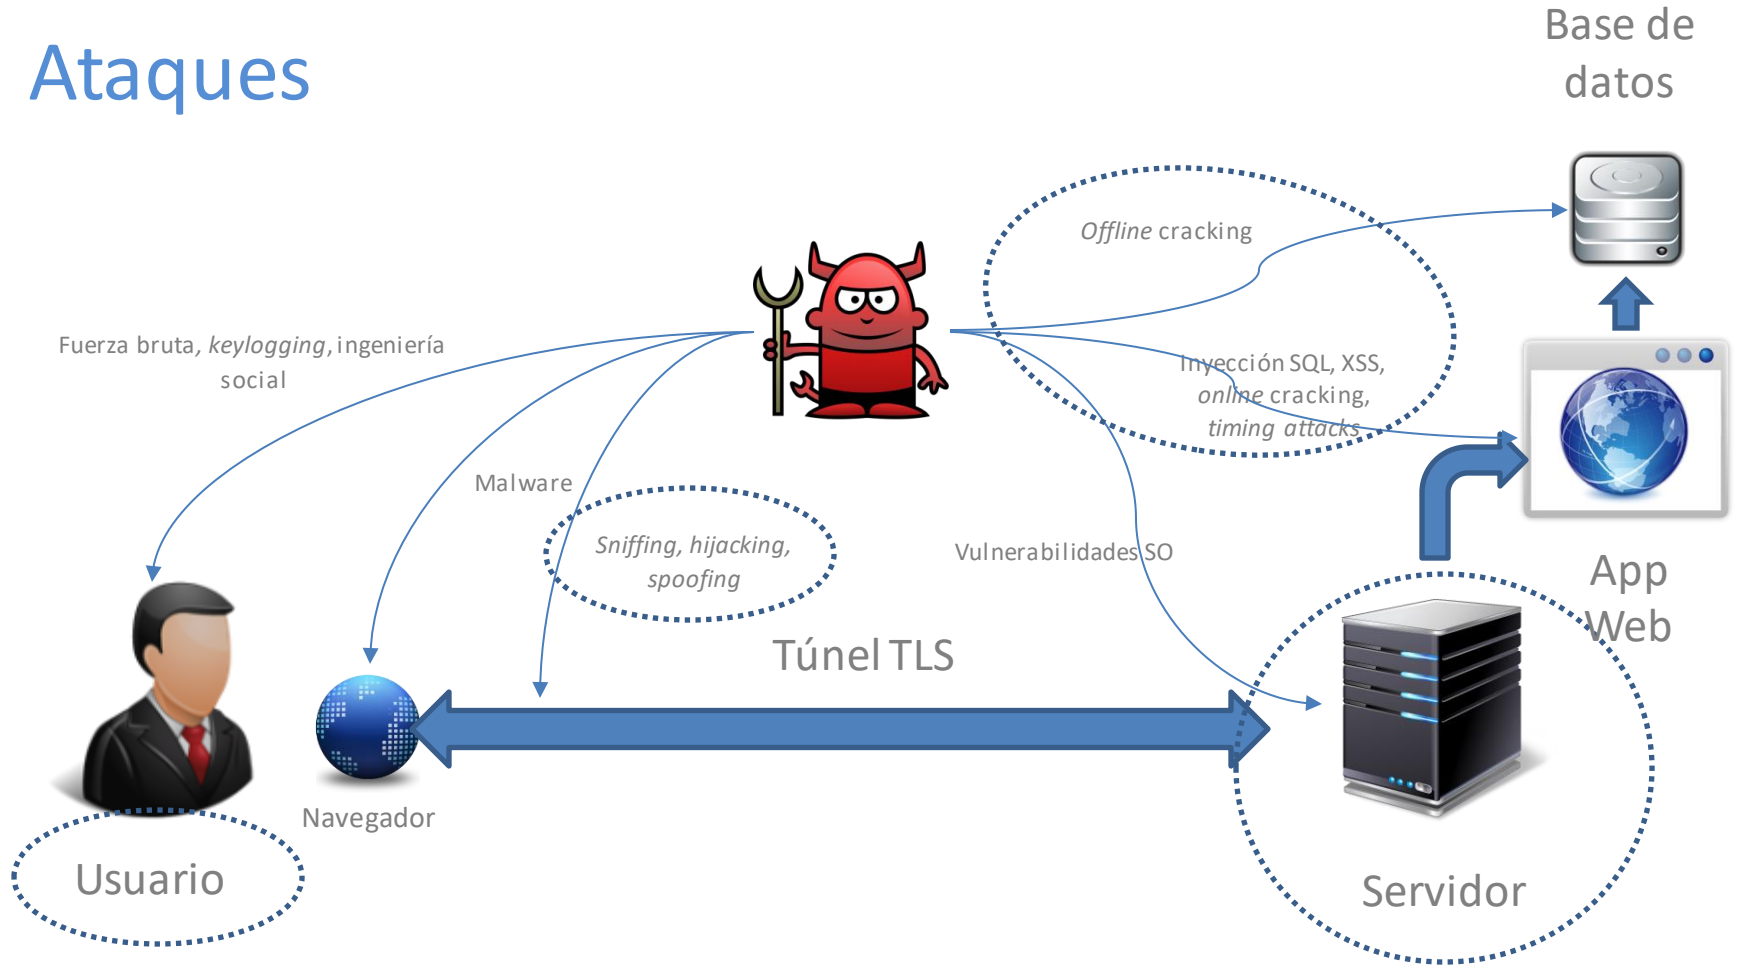 Ataques
Base de
datos
Offline cracking
Fuerza bruta, keylogging, ingeniería
social
Inyección SQL, XSS,
online cracking,
timing attacks
Malware
Sniffing, hijacking,
spoofing
Vulnerabilidades SO
App
Web
Túnel TLS
Navegador
Usuario
Servidor